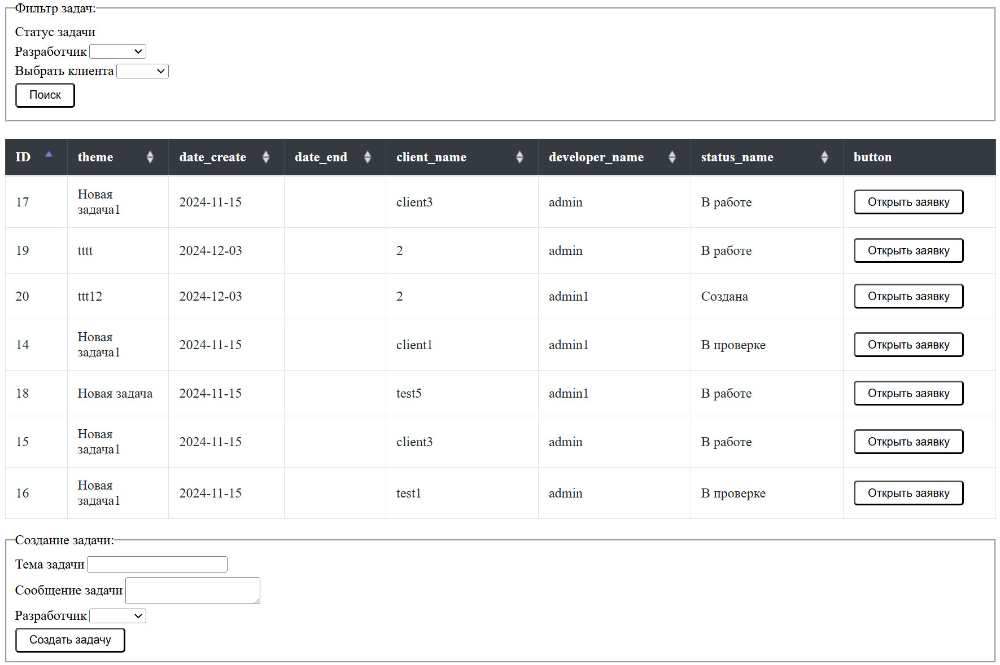 Фильтр задач:
Статус задачи
Разработчик
Выбрать клиента
Поиск
ID theme date_create date_end client_name developer_name status_name button
17 Новая задача1 2024-11-15 client3 admin В работе Открыть заявку
19 tttt 2024-12-03 2 admin В работе Открыть заявку
20 ttt12 2024-12-03 2 admin1 Создана Открыть заявку
14 Новая задача1 2024-11-15 client1 admin1 В проверке Открыть заявку
18 Новая задача 2024-11-15 test5 admin1 В работе Открыть заявку
15 Новая задача1 2024-11-15 client3 admin В работе Открыть заявку
16 Новая задача1 2024-11-15 test1 admin В проверке Открыть заявку
Создание задачи:
Тема задачи
Сообщение задачи
Разработчик
Создать задачу